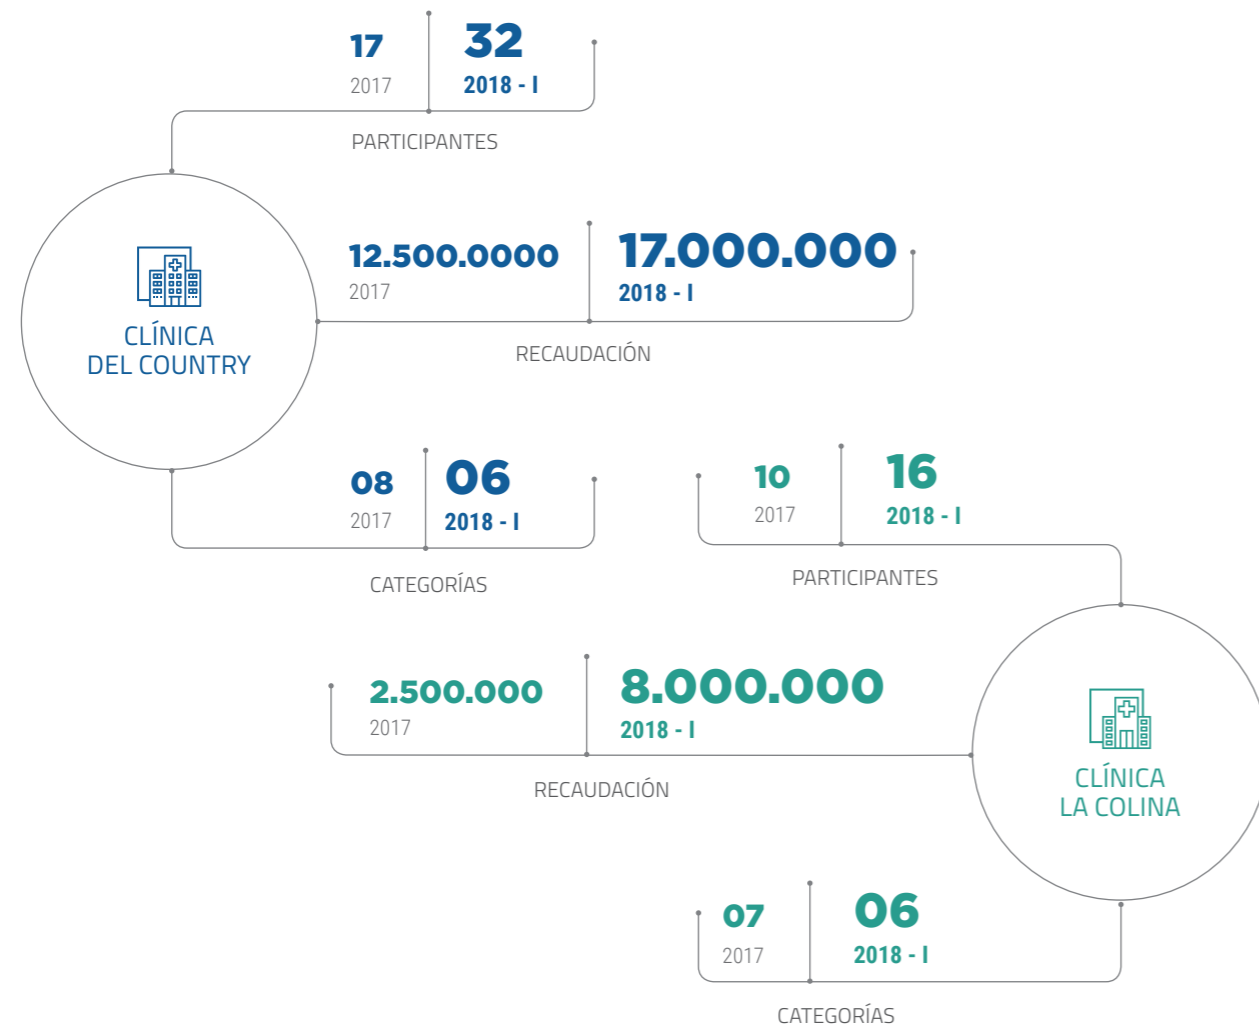 17
2017
32
2018 - I
PARTICIPANTES
12.500.0000
2017
17.000.000
2018 - I
RECAUDACIÓN
CLÍNICA
DEL COUNTRY
08
2017
06
2018 - I
CATEGORÍAS
10
2017
16
2018 - I
PARTICIPANTES
2.500.000
2017
8.000.000
2018 - I
RECAUDACIÓN
CLÍNICA
LA COLINA
07
2017
06
2018 - I
CATEGORÍAS